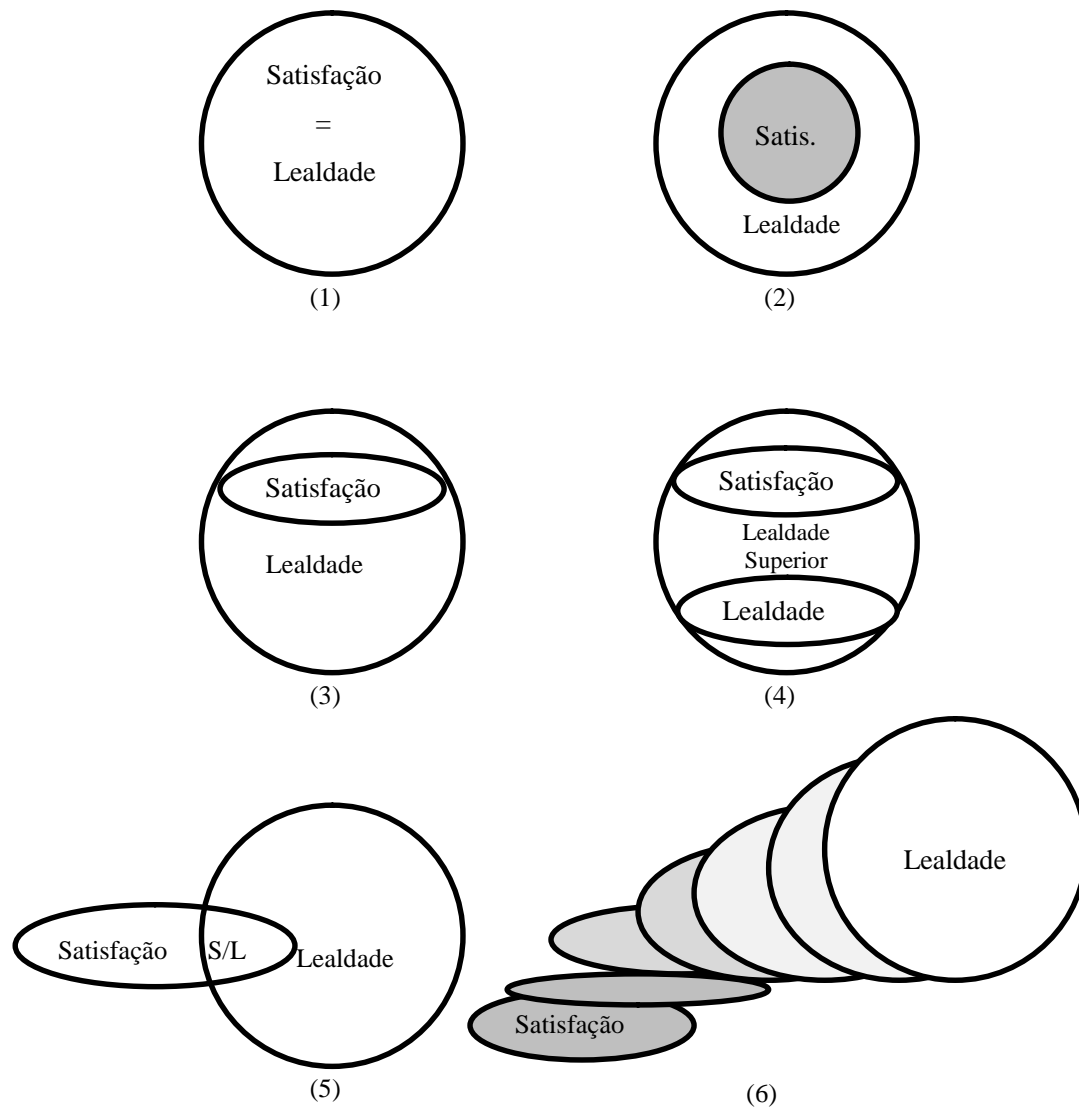 Satisfação
=
Lealdade
(1)
Satis.
Lealdade
(2)
Satisfação
Lealdade
(3)
Satisfação
Lealdade
Superior
Lealdade
(4)
Satisfação S/L Lealdade
(5)
Lealdade
Satisfação
(6)